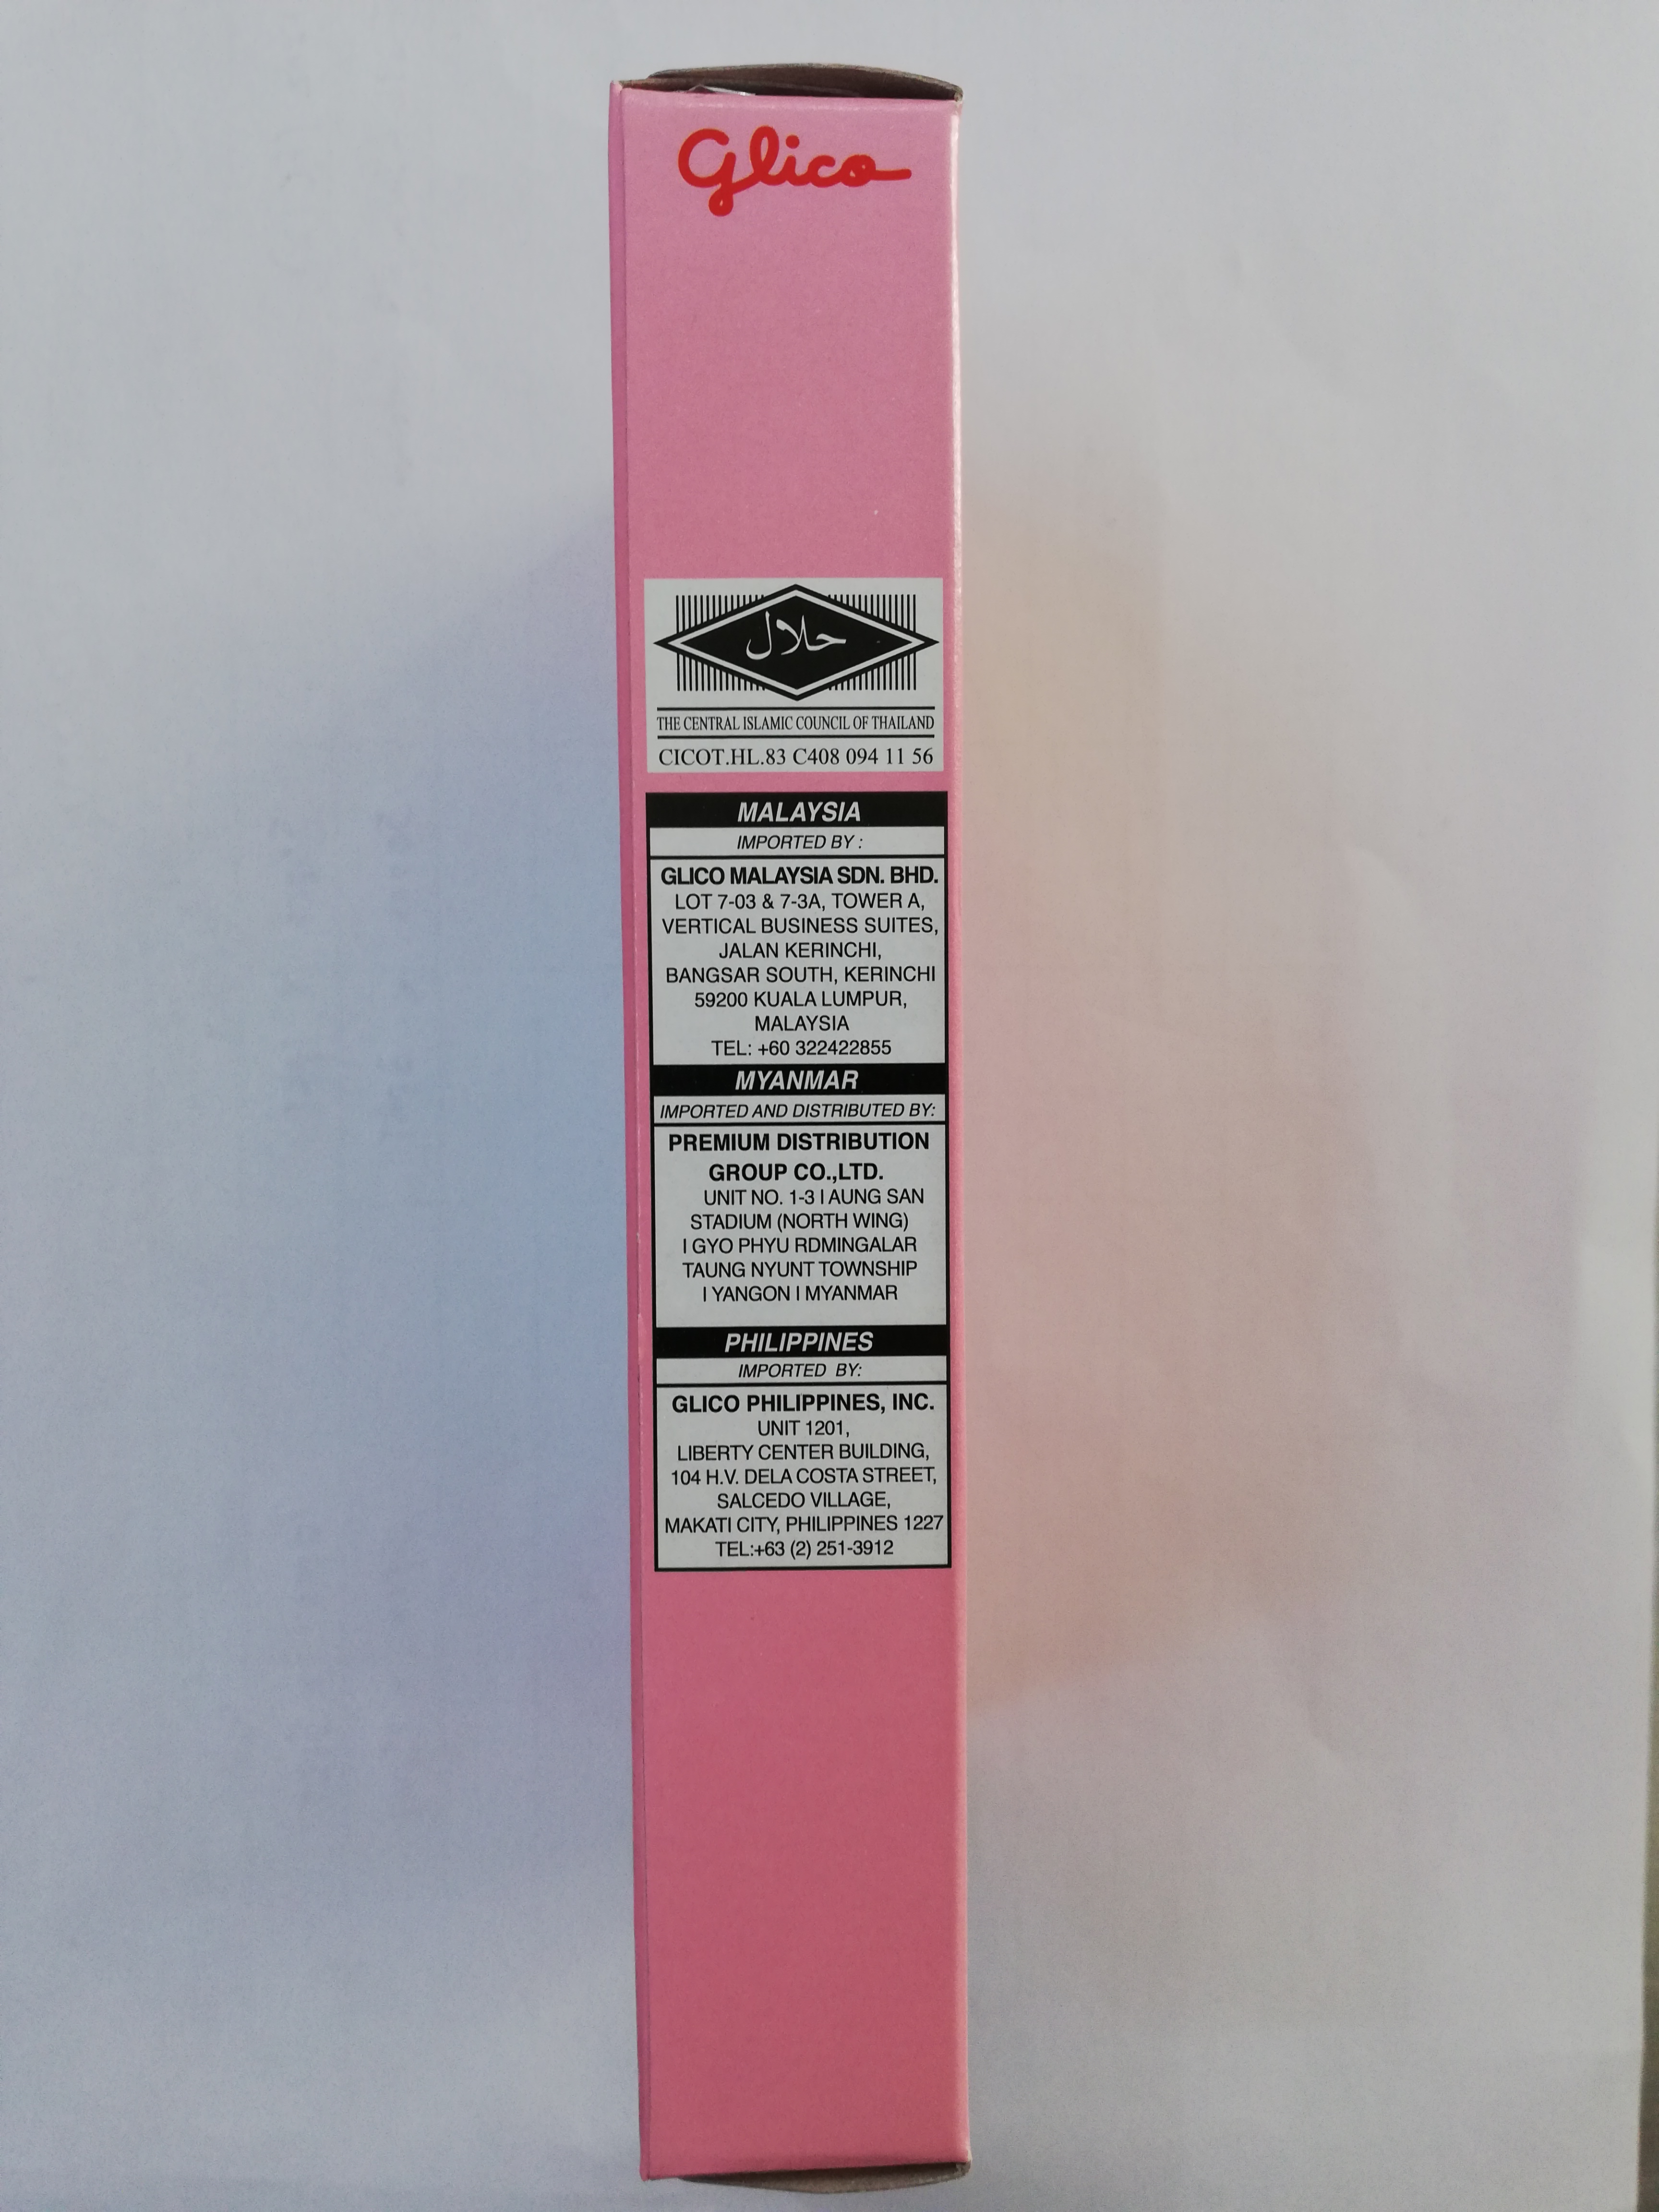 Glico
حلال
THE CENTRAL ISLAMIC COUNCIL OF THAILAND
CICOT.HL.83 C408 094 11 56
MALAYSIA
IMPORTED BY :
GLICO MALAYSIA SDN. BHD.
LOT 7-03 & 7-3A, TOWER A,
VERTICAL BUSINESS SUITES,
JALAN KERINCHI,
BANGSAR SOUTH, KERINCHI
59200 KUALA LUMPUR,
MALAYSIA
TEL: +60 322422855
MYANMAR
IMPORTED AND DISTRIBUTED BY:
PREMIUM DISTRIBUTION
GROUP CO.,LTD.
UNIT NO. 1-3 I AUNG SAN
STADIUM (NORTH WING)
I GYO PHYU RDMINGALAR
TAUNG NYUNT TOWNSHIP
I YANGON I MYANMAR
PHILIPPINES
IMPORTED BY:
GLICO PHILIPPINES, INC.
UNIT 1201,
LIBERTY CENTER BUILDING,
104 H.V. DELA COSTA STREET,
SALCEDO VILLAGE,
MAKATI CITY, PHILIPPINES 1227
TEL:+63 (2) 251-3912